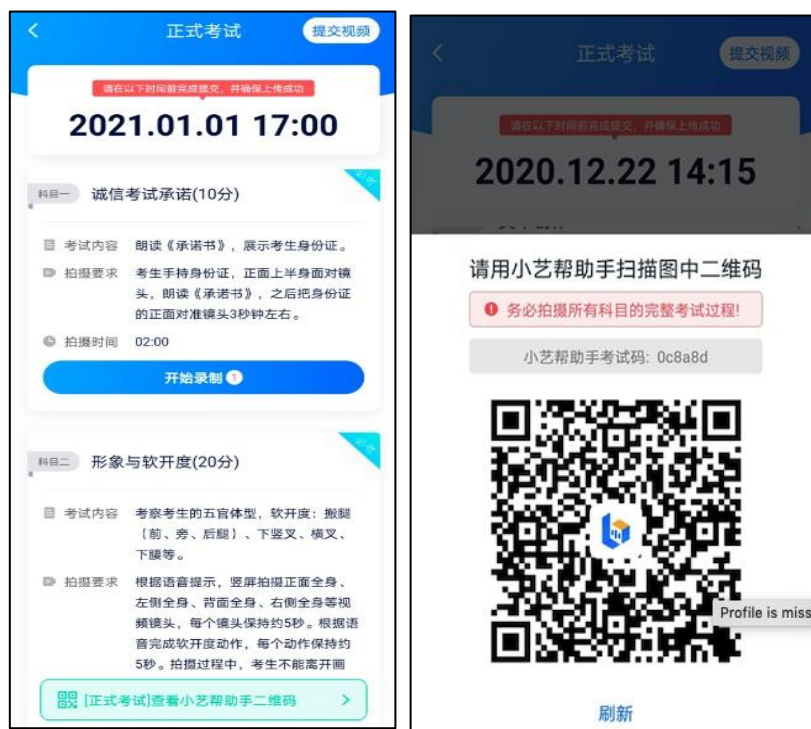 正式考试
提交视频
请在以下时间前完成提交，并确保上传成功
2021.01.01 17:00
科目一
诚信考试承诺(10分)
考试内容
朗读《承诺书》，展示考生身份证。
拍摄要求
考生手持身份证，正面上半身面对镜
头，朗读《承诺书》，之后把身份证
的正面对准镜头3秒钟左右。
拍摄时间
02:00
开始录制 1
科目二
形象与软开度(20分)
考试内容
考察考生的五官体型，软开度：搬腿
（前、旁、后腿）、下竖叉、横叉、
下腰等。
拍摄要求
根据语音提示，竖屏拍摄正面全身、
左侧全身、背面全身、右侧全身等视
频镜头，每个镜头保持约5秒。根据语
音完成软开度动作，每个动作保持约
5秒。拍摄过程中，考生不能离开画
[正式考试]查看小艺帮助手二维码
正式考试
提交视频
请在以下时间前完成提交，并确保上传成功
2020.12.22 14:15
请用小艺帮助手扫描图中二维码
务必拍摄所有科目的完整考试过程!
小艺帮助手考试码: 0c8a8d
Profile is miss
刷新